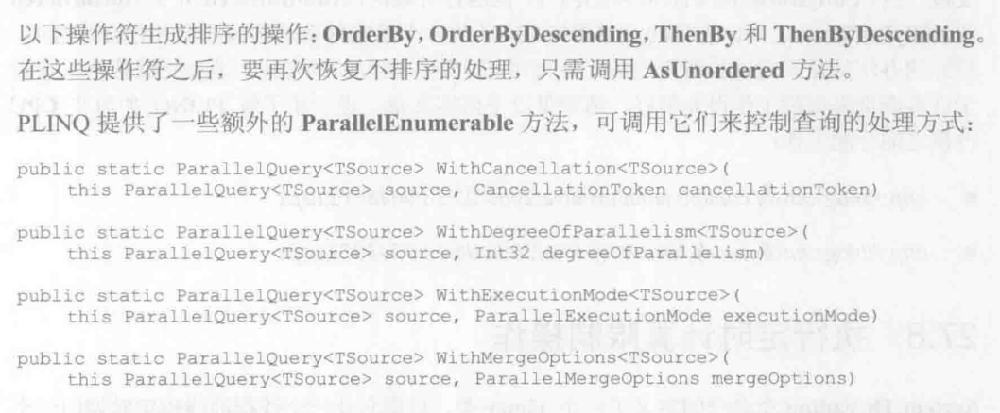 以下操作符生成排序的操作：OrderBy，OrderByDescending，ThenBy 和 ThenByDescending。
在这些操作符之后，要再次恢复不排序的处理，只需调用 AsUnordered 方法。
PLINQ 提供了一些额外的 ParallelEnumerable 方法，可调用它们来控制查询的处理方式：
public static ParallelQuery<TSource> WithCancellation<TSource>(
this ParallelQuery<TSource> source, CancellationToken cancellationToken)
public static ParallelQuery<TSource> WithDegreeOfParallelism<TSource>(
this ParallelQuery<TSource> source, Int32 degreeOfParallelism)
public static ParallelQuery<TSource> WithExecutionMode<TSource>(
this ParallelQuery<TSource> source, ParallelExecutionMode executionMode)
public static ParallelQuery<TSource> WithMergeOptions<TSource>(
this ParallelQuery<TSource> source, ParallelMergeOptions mergeOptions)